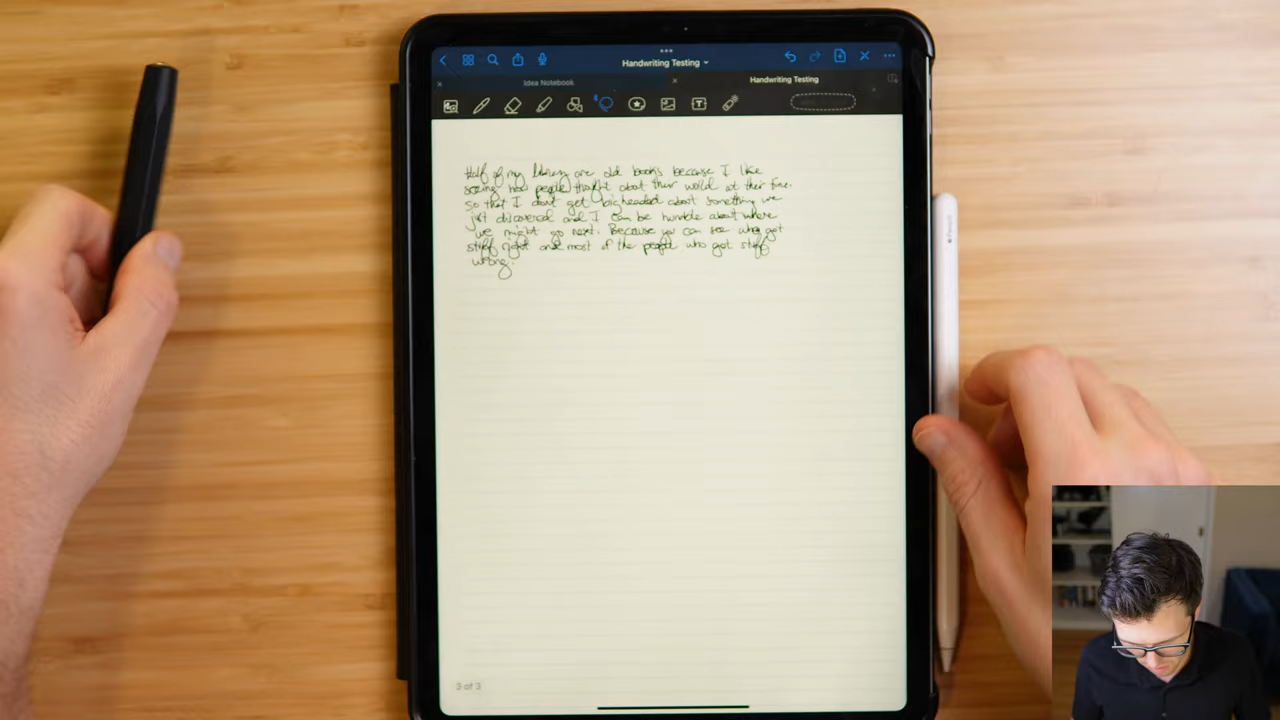 Handwriting Testing
Idea Notebook
Handwriting Testing
Half of my library are old books because I like
seeing how people thought about their world at their time.
So that I don't get bigheaded about something we
just discovered and I can be humble about where
we might go next. Because you can see who got
stuff right and most of the people who got stuff
wrong.
3 of 3